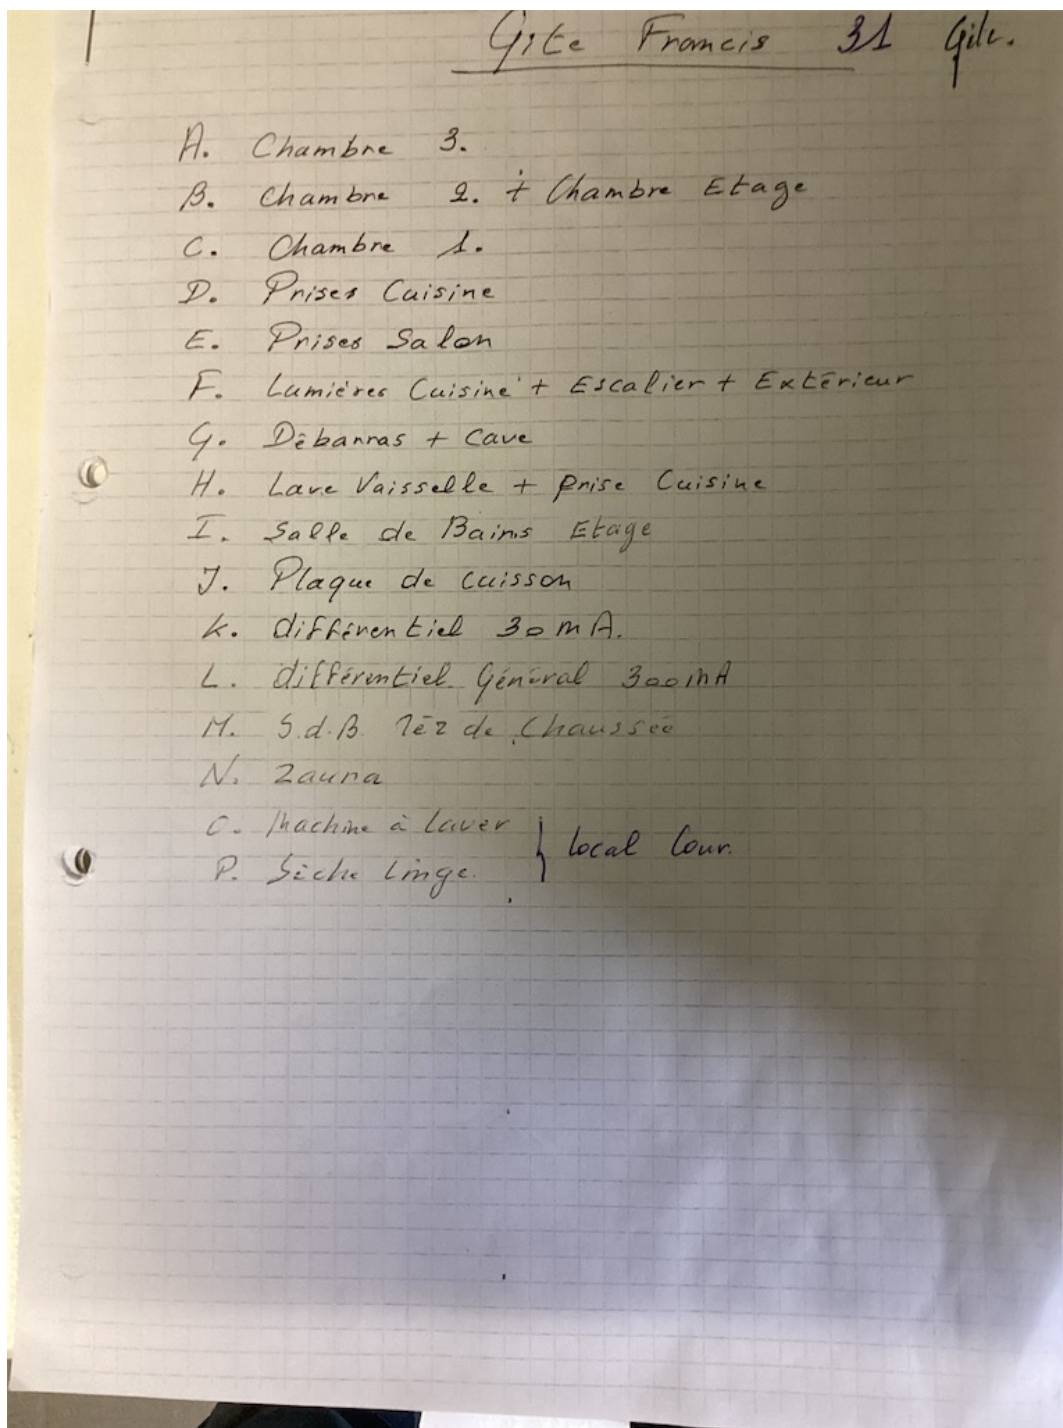 Gite Francis 31 Gite.
A. Chambre 3.
B. Chambre 2. + Chambre Etage
C. Chambre 1.
D. Prises Cuisine
E. Prises Salon
F. Lumières Cuisine + Escalier + Extérieur
G. Débarras + Cave
H. Lave Vaisselle + prise Cuisine
I. Salle de Bains Etage
J. Plaque de cuisson
K. différentiel 30mA.
L. différentiel Général 300mA
M. S.d.B. rez de Chaussée
N. Zauna
O. Machine à laver } local Cour.
P. Sèche Linge.